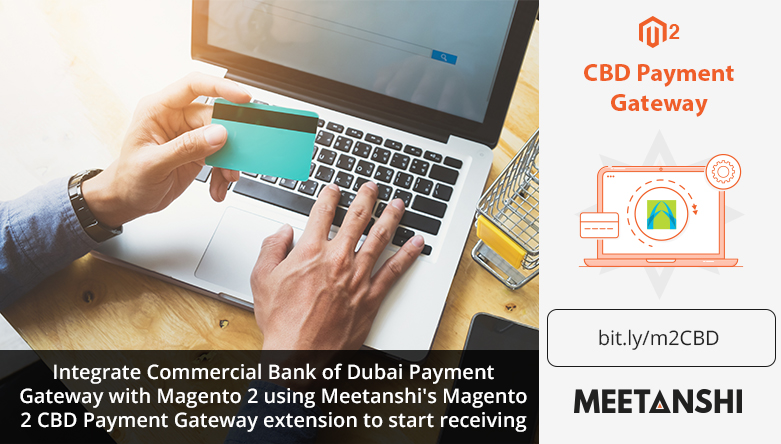 Integrate Commercial Bank of Dubai Payment
Gateway with Magento 2 using Meetanshi's Magento
2 CBD Payment Gateway extension to start receiving
2
CBD Payment
Gateway
bit.ly/m2CBD
MEETANSHI